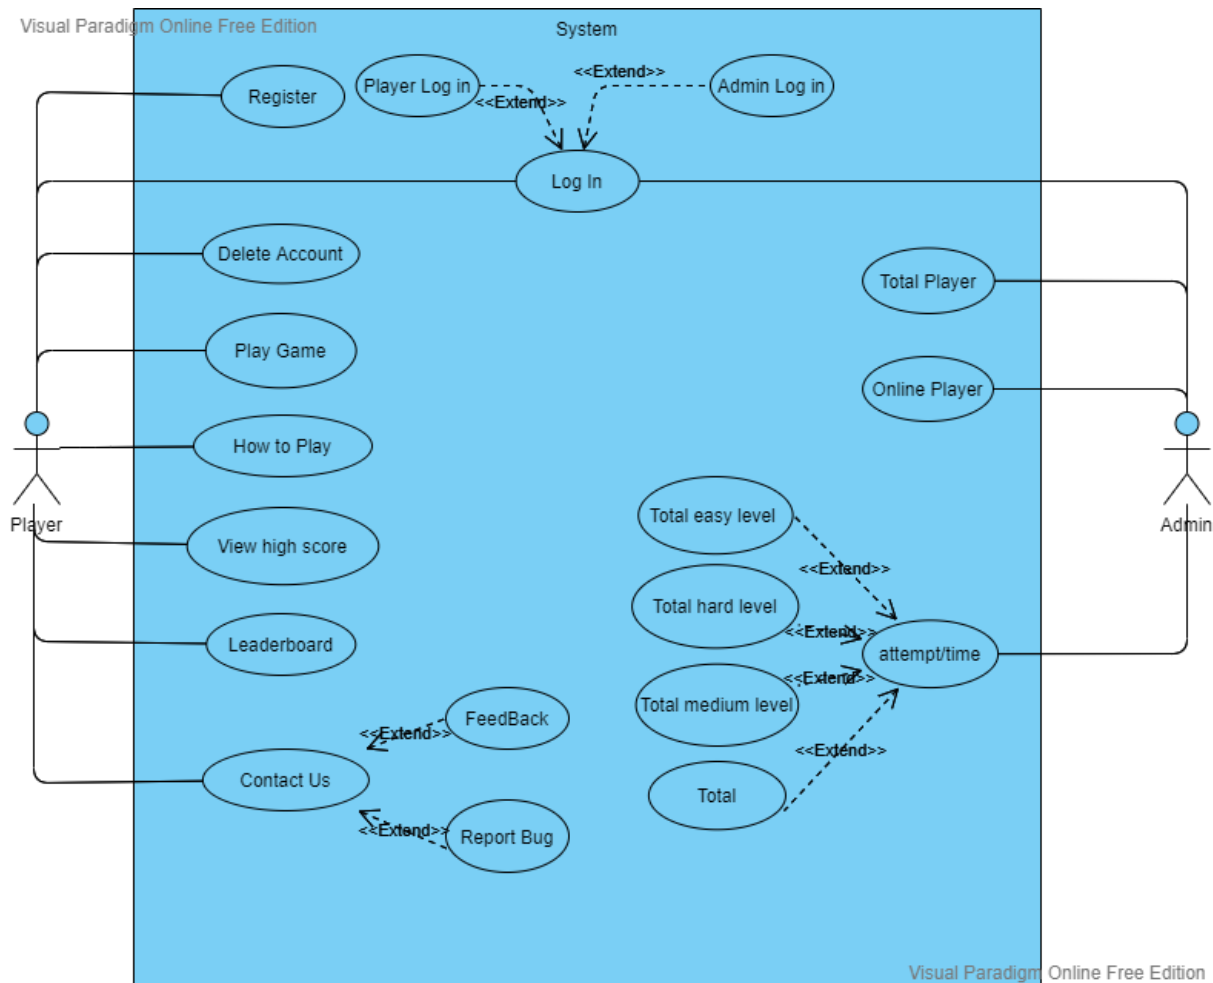 Visual Paradigm Online Free Edition
System
Register
Player Log in
<<Extend>>
<<Extend>>
Admin Log in
Log In
Delete Account
Total Player
Play Game
Online Player
How to Play
Player
Admin
View high score
Total easy level
<<Extend>>
Total hard level
<<Extend>>
Leaderboard
attempt/time
<<Extend>>
Total medium level
FeedBack
<<Extend>>
<<Extend>>
Contact Us
Total
<<Extend>>
Report Bug
Visual Paradigm Online Free Edition